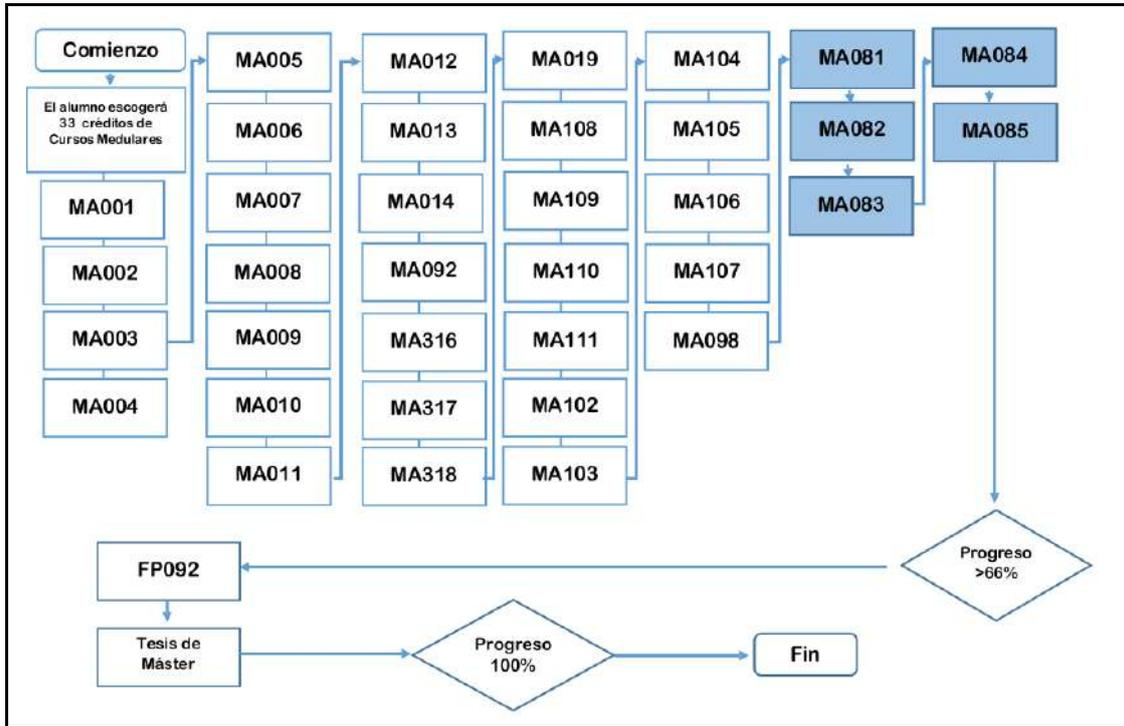 Comienzo
El alumno escogerá
33 créditos de
Cursos Medulares
MA001
MA002
MA003
MA004
MA005
MA006
MA007
MA008
MA009
MA010
MA011
MA012
MA013
MA014
MA092
MA316
MA317
MA318
MA019
MA108
MA109
MA110
MA111
MA102
MA103
MA104
MA105
MA106
MA107
MA098
MA081
MA082
MA083
MA084
MA085
Progreso
>66%
FP092
Tesis de
Máster
Progreso
100%
Fin